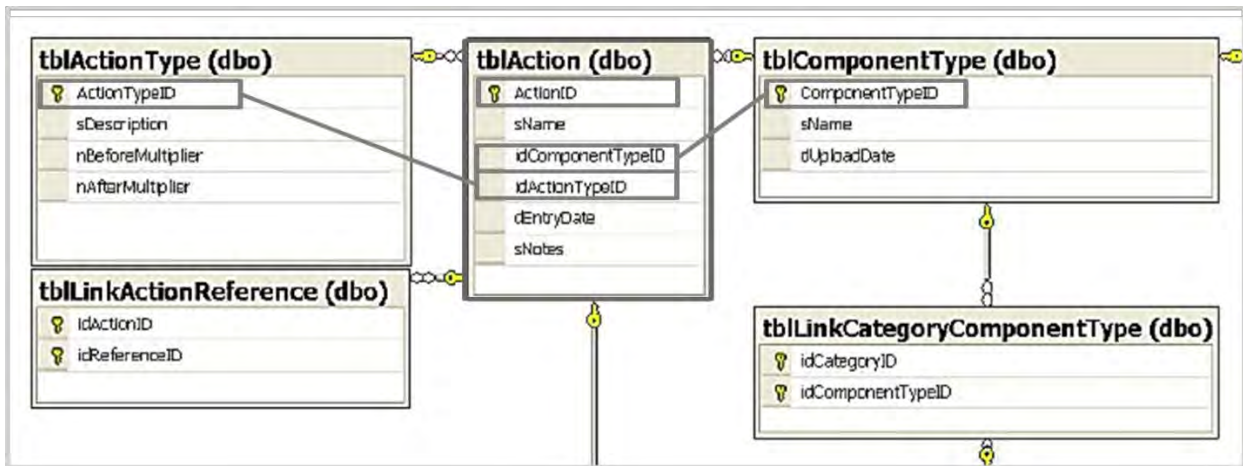 tblActionType (dbo)
ActionTypeID
sDescription
nBeforeMultiplier
nAfterMultiplier
tblLinkActionReference (dbo)
idActionID
idReferenceID
tblAction (dbo)
ActionID
sName
idComponentTypeID
idActionTypeID
dEntryDate
sNotes
tblComponentType (dbo)
ComponentTypeID
sName
dUploadDate
tblLinkCategoryComponentType (dbo)
idCategoryID
idComponentTypeID